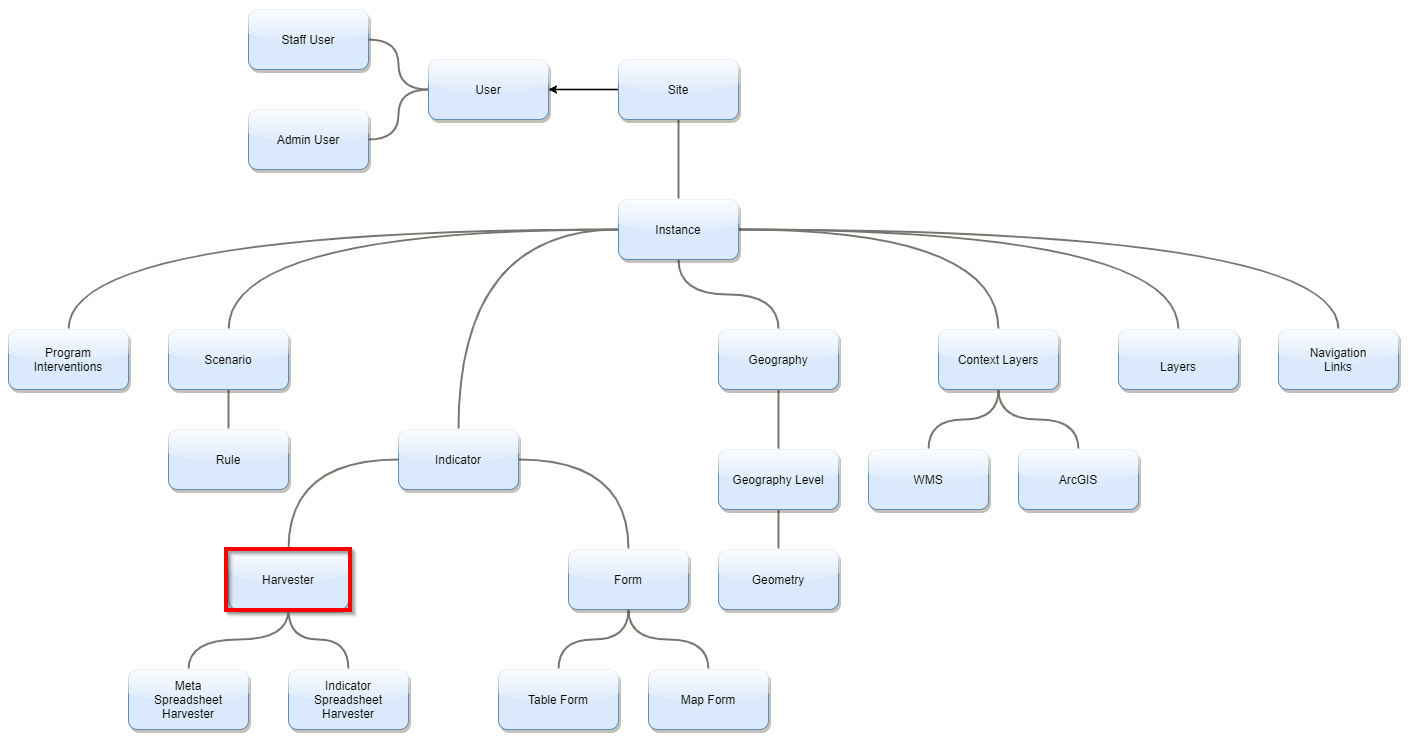 Staff User
User
Site
Admin User
Instance
Program
Interventions
Scenario
Geography
Context Layers
Layers
Navigation
Links
Rule
Indicator
Geography Level
WMS
ArcGIS
Harvester
Form
Geometry
Meta
Spreadsheet
Harvester
Indicator
Spreadsheet
Harvester
Table Form
Map Form